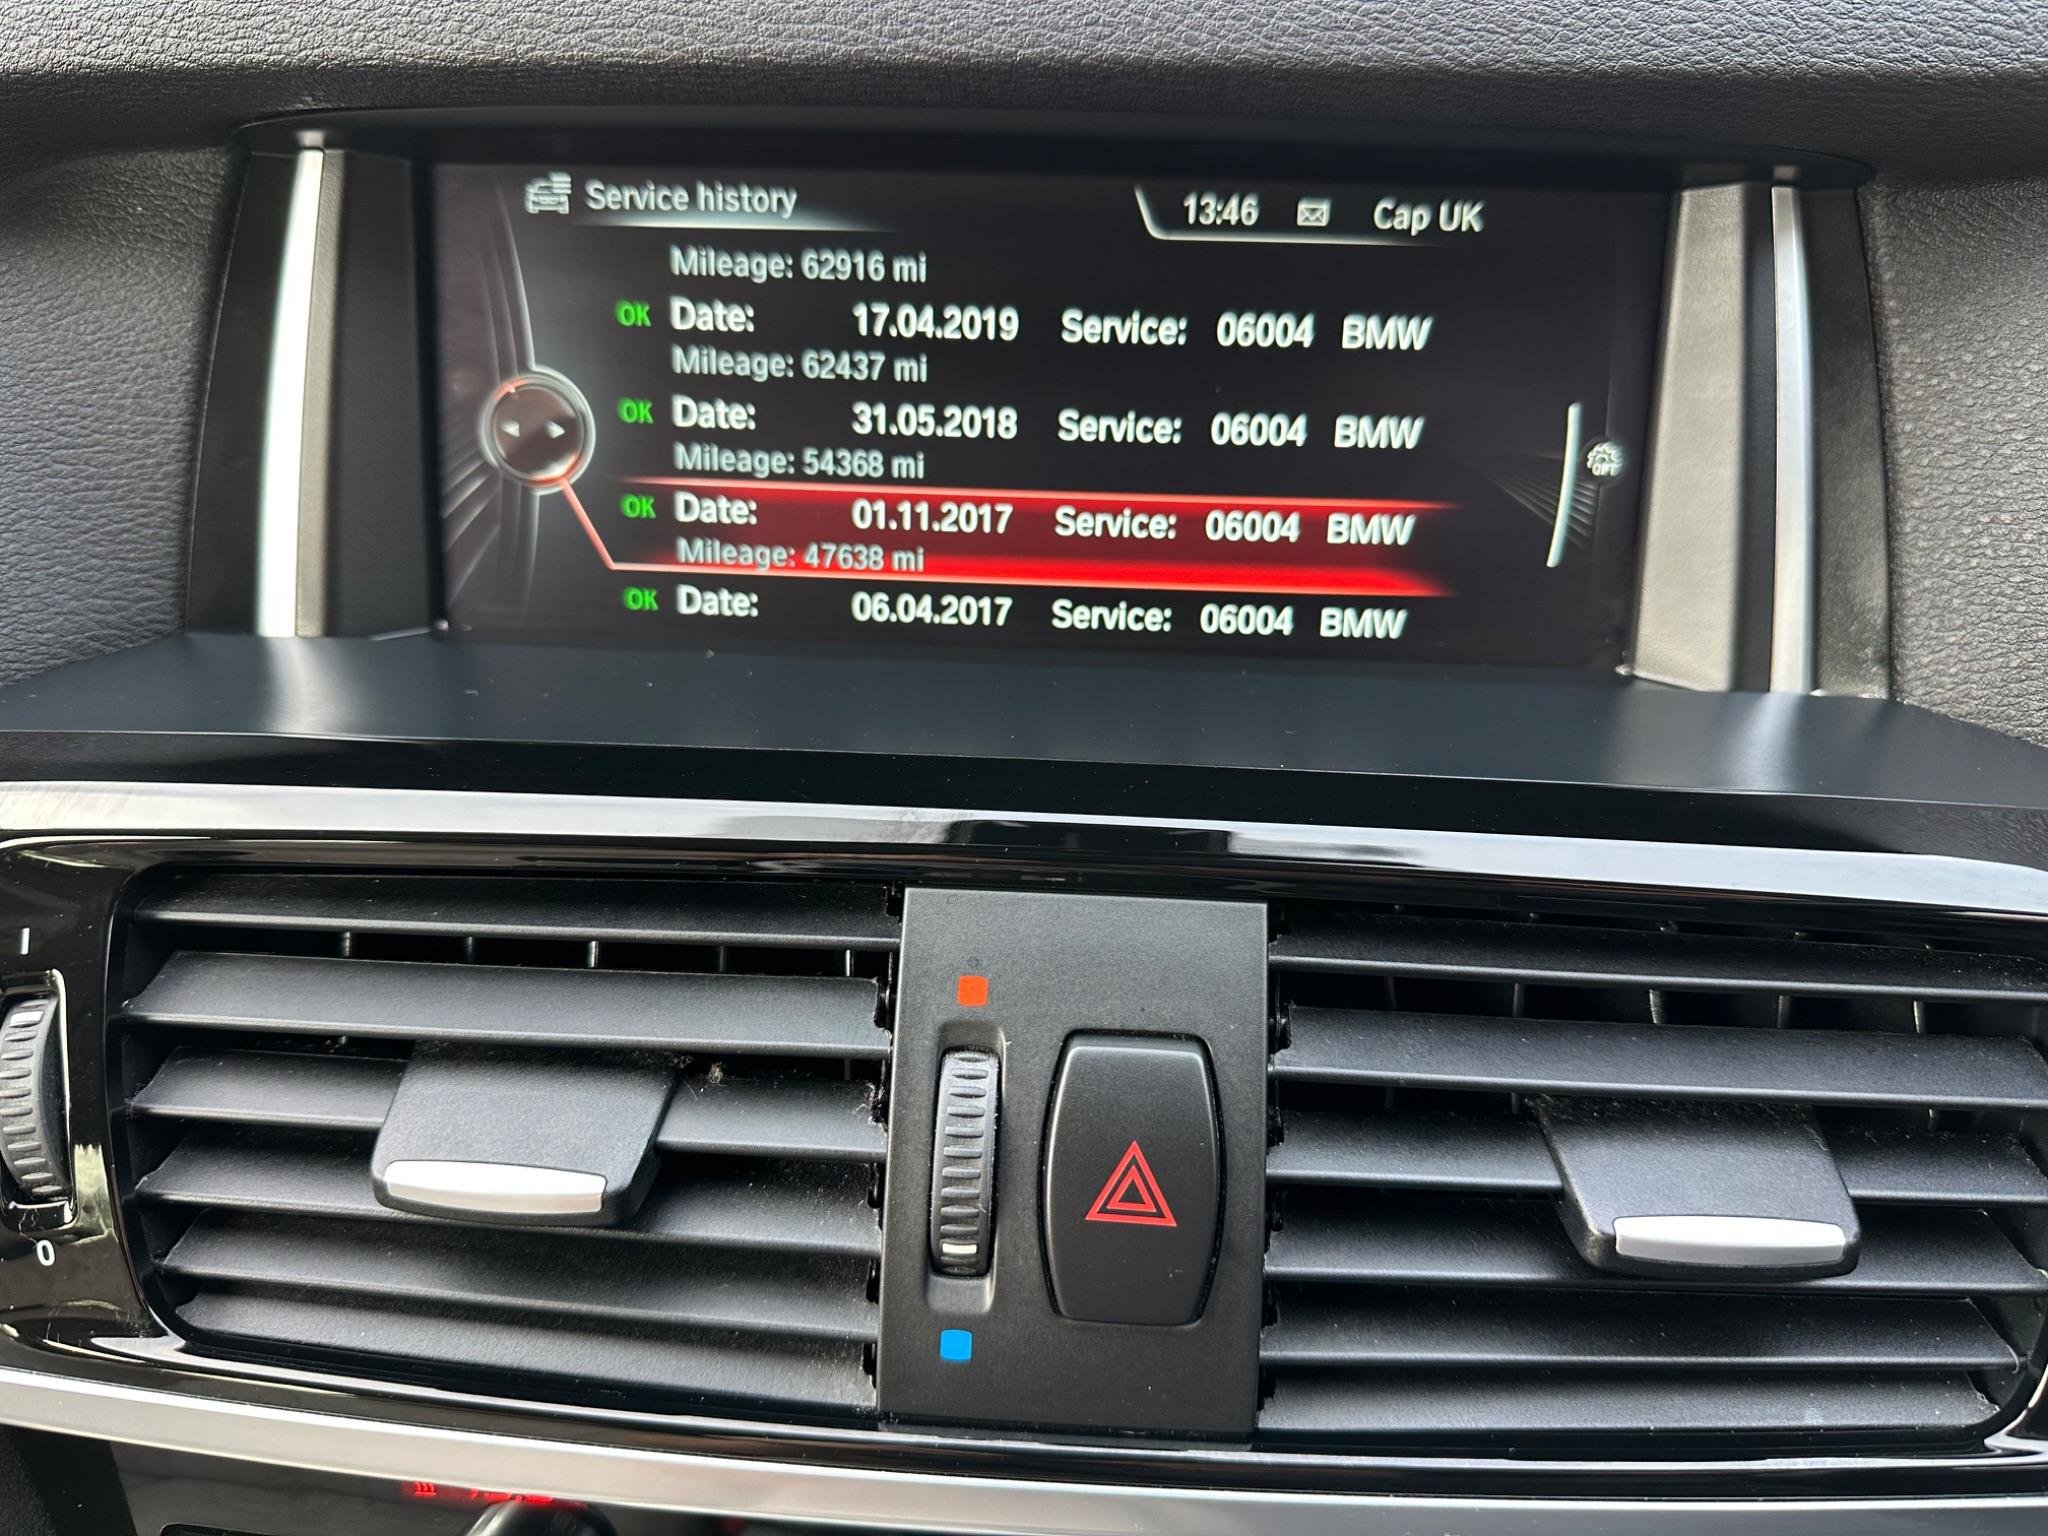 Service history 13:46 Cap UK
Mileage: 62916 mi
OK Date: 17.04.2019 Service: 06004 BMW
Mileage: 62437 mi
OK Date: 31.05.2018 Service: 06004 BMW
Mileage: 54368 mi
OK Date: 01.11.2017 Service: 06004 BMW
Mileage: 47638 mi
OK Date: 06.04.2017 Service: 06004 BMW
OPT
I
0